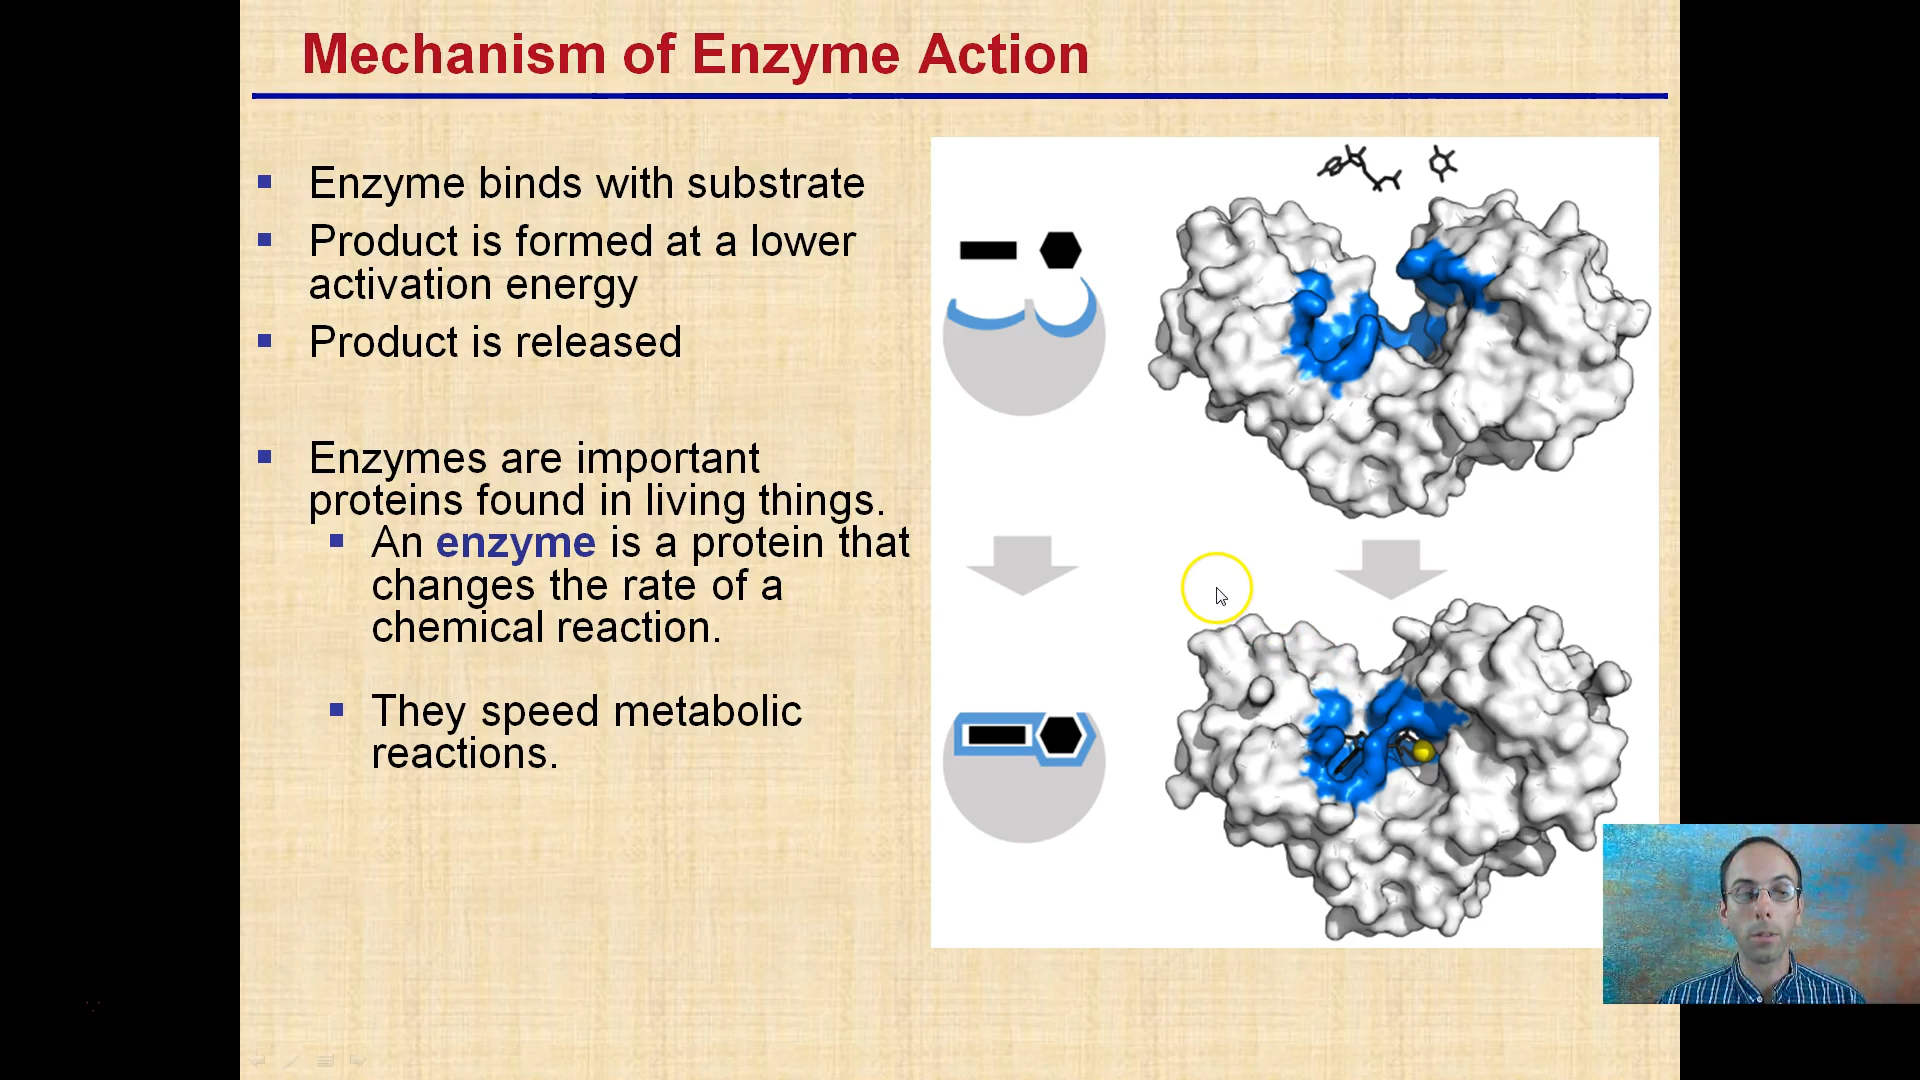 Mechanism of Enzyme Action
Enzyme binds with substrate
Product is formed at a lower
activation energy
Product is released
Enzymes are important
proteins found in living things.
An enzyme is a protein that
changes the rate of a
chemical reaction.
They speed metabolic
reactions.